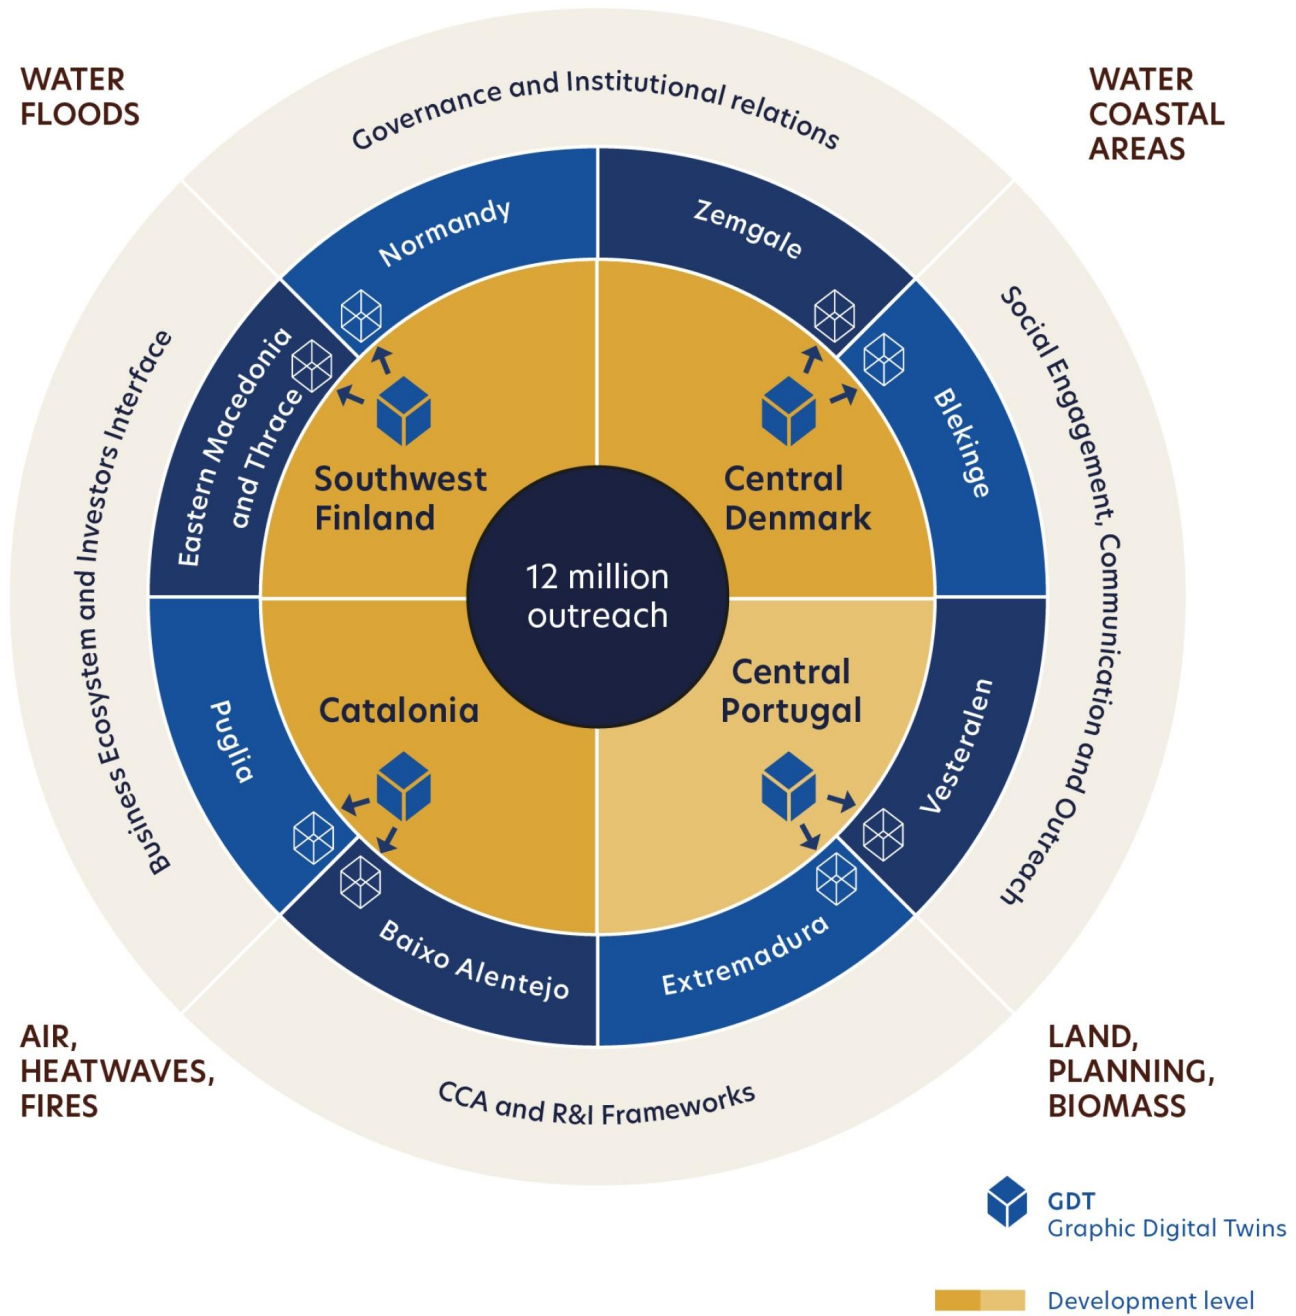 WATER
FLOODS
WATER
COASTAL
AREAS
Governance and Institutional relations
Normandy
Zemgale
Eastern Macedonia
and Thrace
Blekinge
Business Ecosystem and Investors Interface
Social Engagement, Communication and Outreach
Southwest
Finland
Central
Denmark
12 million
outreach
Catalonia
Central
Portugal
Puglia
Vesteralen
Baixo Alentejo
Extremadura
CCA and R&I Frameworks
AIR,
HEATWAVES,
FIRES
LAND,
PLANNING,
BIOMASS
GDT
Graphic Digital Twins
Development level